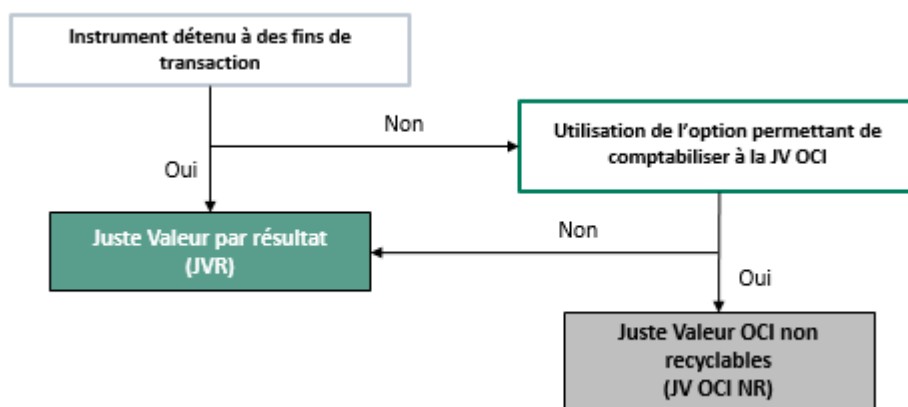 Instrument détenu à des fins de
transaction
Non
Utilisation de l'option permettant de
comptabiliser à la JV OCI
Oui
Juste Valeur par résultat
(JVR)
Non
Oui
Juste Valeur OCI non
recyclables
(JV OCI NR)